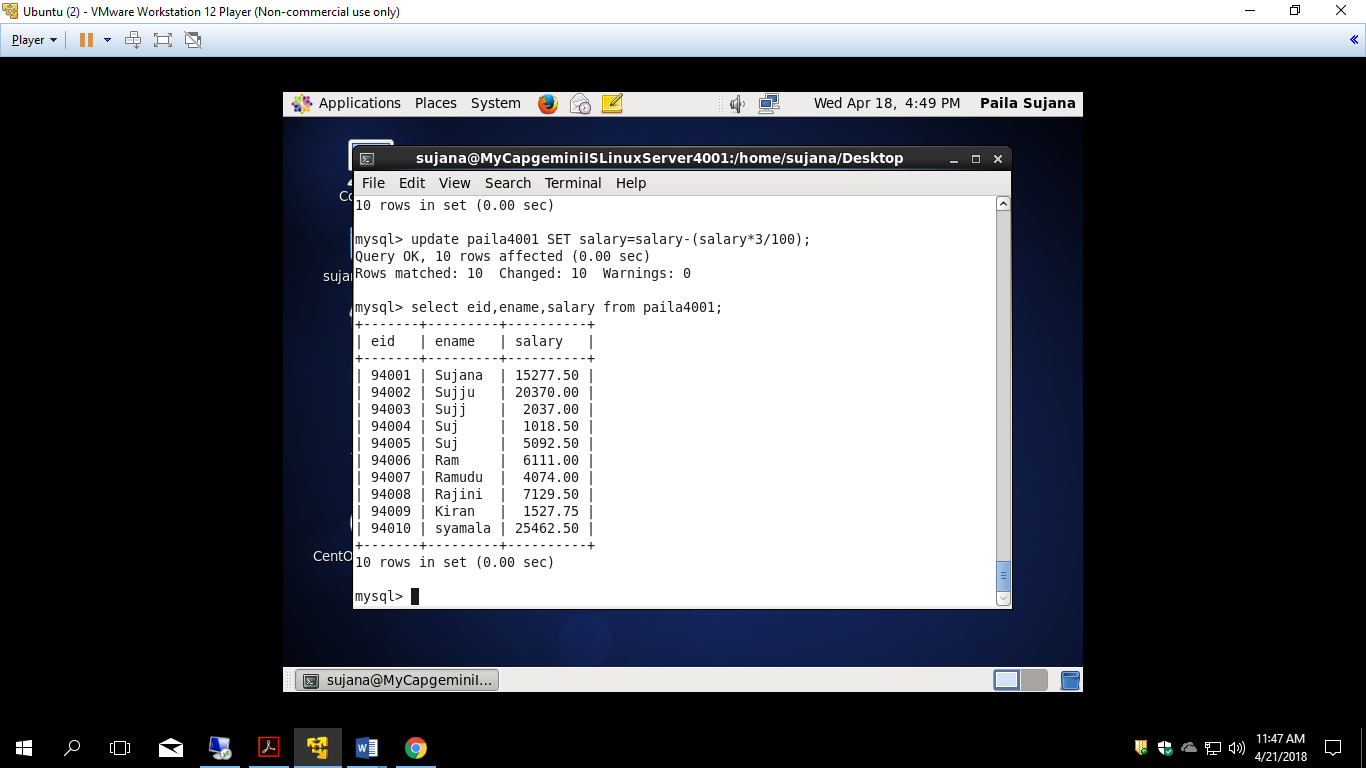 Ubuntu (2) - VMware Workstation 12 Player (Non-commercial use only)
Player
Applications Places System Wed Apr 18, 4:49 PM Paila Sujana
sujana@MyCapgeminiISLinuxServer4001:/home/sujana/Desktop
File Edit View Search Terminal Help
10 rows in set (0.00 sec)
mysql> update paila4001 SET salary=salary-(salary*3/100);
Query OK, 10 rows affected (0.00 sec)
Rows matched: 10  Changed: 10  Warnings: 0
mysql> select eid,ename,salary from paila4001;
+-------+---------+----------+
| eid   | ename   | salary   |
+-------+---------+----------+
| 94001 | Sujana  | 15277.50 |
| 94002 | Sujju   | 20370.00 |
| 94003 | Sujj    |  2037.00 |
| 94004 | Suj     |  1018.50 |
| 94005 | Suj     |  5092.50 |
| 94006 | Ram     |  6111.00 |
| 94007 | Ramudu  |  4074.00 |
| 94008 | Rajini  |  7129.50 |
| 94009 | Kiran   |  1527.75 |
| 94010 | syamala | 25462.50 |
+-------+---------+----------+
10 rows in set (0.00 sec)
mysql>
Co
suja
CentO
sujana@MyCapgeminiI...
11:47 AM
4/21/2018